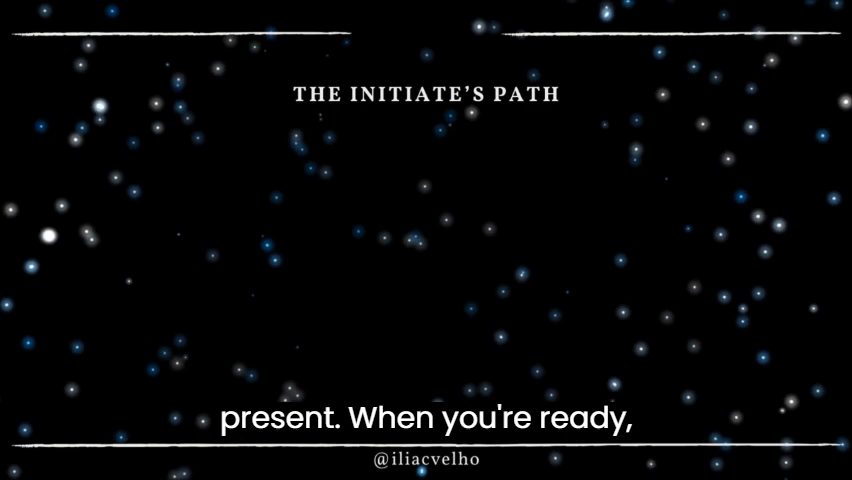 THE INITIATE’S PATH
present. When you're ready,
@iliacvelho